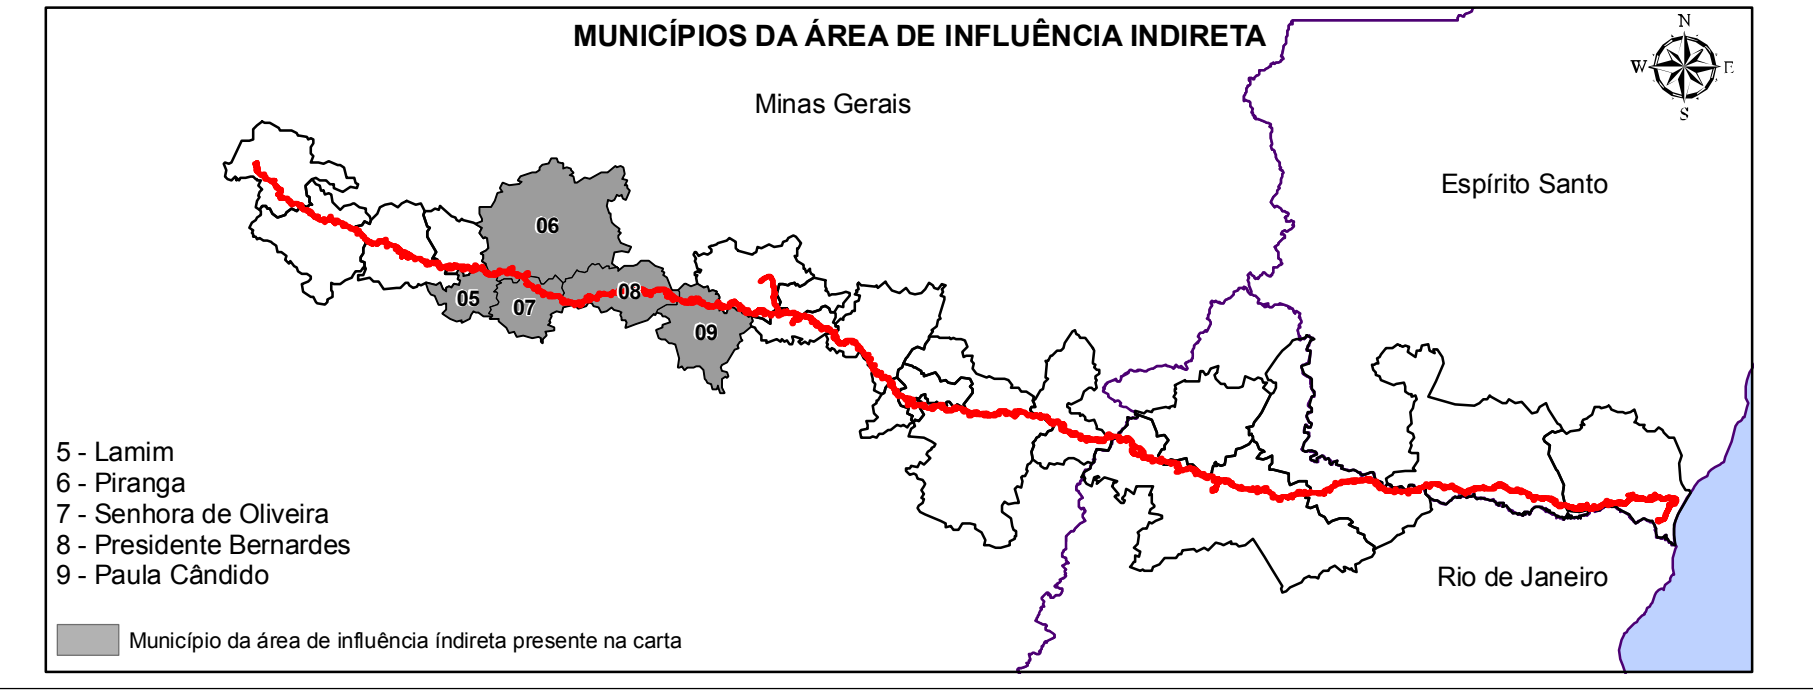 MUNICÍPIOS DA ÁREA DE INFLUÊNCIA INDIRETA
N
W
E
S
Minas Gerais
Espírito Santo
06
05
07
08
09
5 - Lamim
6 - Piranga
7 - Senhora de Oliveira
8 - Presidente Bernardes
9 - Paula Cândido
Rio de Janeiro
Município da área de influência índireta presente na carta